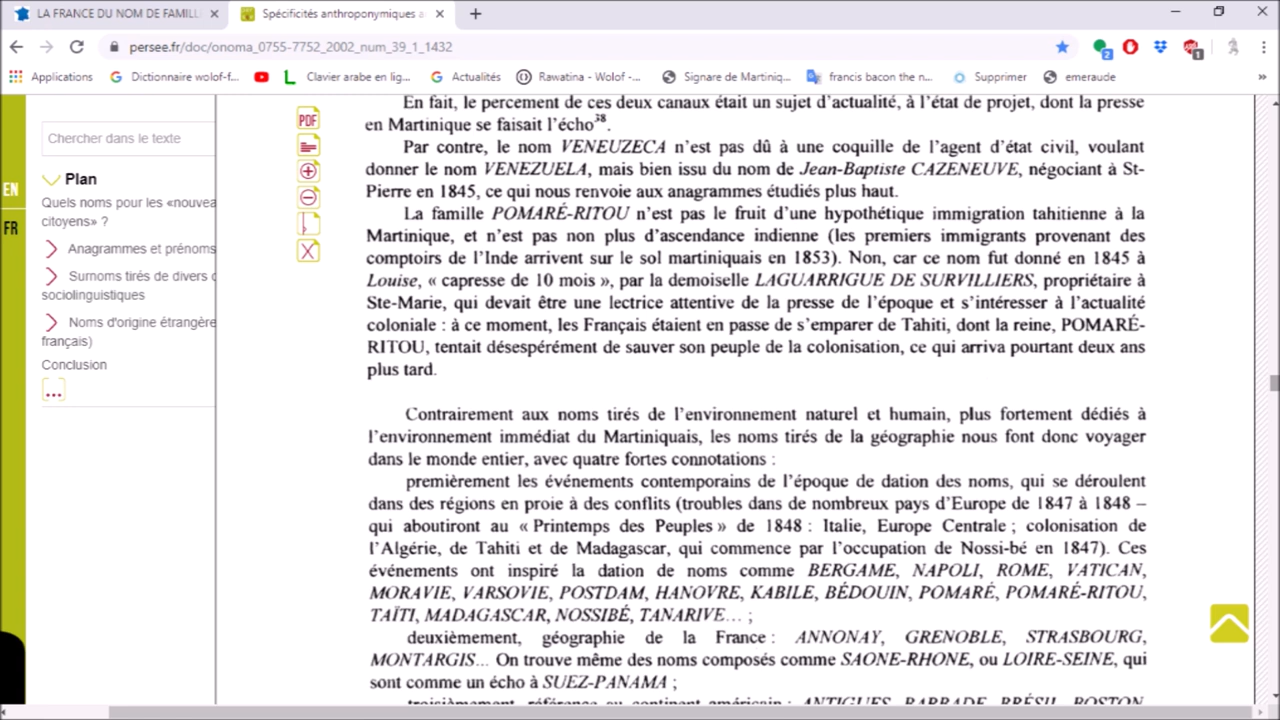 LA FRANCE DU NOM DE FAMILL
Spécificités anthroponymiques a
persee.fr/doc/onoma_0755-7752_2002_num_39_1_1432
2
1
Applications
Dictionnaire wolof-f...
Clavier arabe en lig...
Actualités
Rawatina - Wolof -...
Signare de Martiniq...
francis bacon the n...
Supprimer
emeraude
»
EN
FR
Chercher dans le texte
Plan
Quels noms pour les «nouvea
citoyens» ?
Anagrammes et prénoms
Surnoms tirés de divers c
sociolinguistiques
Noms d'origine étrangère
français)
Conclusion
...
PDF
En fait, le percement de ces deux canaux était un sujet d'actualité, à l'état de projet, dont la presse
en Martinique se faisait l'écho38.
Par contre, le nom VENEUZECA n'est pas dû à une coquille de l'agent d'état civil, voulant
donner le nom VENEZUELA, mais bien issu du nom de Jean-Baptiste CAZENEUVE, négociant à St-
Pierre en 1845, ce qui nous renvoie aux anagrammes étudiés plus haut.
La famille POMARÉ-RITOU n'est pas le fruit d'une hypothétique immigration tahitienne à la
Martinique, et n'est pas non plus d'ascendance indienne (les premiers immigrants provenant des
comptoirs de l'Inde arrivent sur le sol martiniquais en 1853). Non, car ce nom fut donné en 1845 à
Louise, « capresse de 10 mois », par la demoiselle LAGUARRIGUE DE SURVILLIERS, propriétaire à
Ste-Marie, qui devait être une lectrice attentive de la presse de l'époque et s'intéresser à l'actualité
coloniale : à ce moment, les Français étaient en passe de s'emparer de Tahiti, dont la reine, POMARÉ-
RITOU, tentait désespérément de sauver son peuple de la colonisation, ce qui arriva pourtant deux ans
plus tard.
Contrairement aux noms tirés de l'environnement naturel et humain, plus fortement dédiés à
l'environnement immédiat du Martiniquais, les noms tirés de la géographie nous font donc voyager
dans le monde entier, avec quatre fortes connotations :
premièrement les événements contemporains de l'époque de dation des noms, qui se déroulent
dans des régions en proie à des conflits (troubles dans de nombreux pays d'Europe de 1847 à 1848 –
qui aboutiront au « Printemps des Peuples » de 1848 : Italie, Europe Centrale ; colonisation de
l'Algérie, de Tahiti et de Madagascar, qui commence par l'occupation de Nossi-bé en 1847). Ces
événements ont inspiré la dation de noms comme BERGAME, NAPOLI, ROME, VATICAN,
MORAVIE, VARSOVIE, POSTDAM, HANOVRE, KABILE, BÉDOUIN, POMARÉ, POMARÉ-RITOU,
TAÏTI, MADAGASCAR, NOSSIBÉ, TANARIVE... ;
deuxièmement, géographie de la France : ANNONAY, GRENOBLE, STRASBOURG,
MONTARGIS... On trouve même des noms composés comme SAONE-RHONE, ou LOIRE-SEINE, qui
sont comme un écho à SUEZ-PANAMA ;
troisièmement, référence au continent américain : ANTIGUES, BARBADE, BRÉSIL, BOSTON,